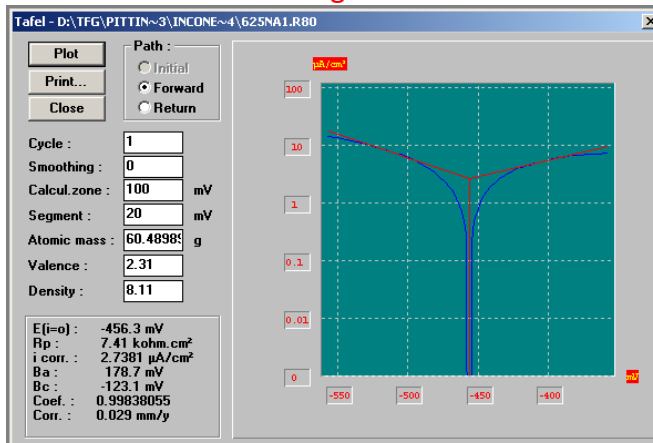 Tafel - D:\TFG\PITTIN~3\INCONE~4\625NA1.R80
Plot
Print...
Close
Path :
Initial
Forward
Return
Cycle : 1
Smoothing : 0
Calcul.zone : 100 mV
Segment : 20 mV
Atomic mass : 60.48989 g
Valence : 2.31
Density : 8.11
E(i=o) : -456.3 mV
Rp : 7.41 kohm.cm²
i corr. : 2.7381 µA/cm²
Ba : 178.7 mV
Bc : -123.1 mV
Coef. : 0.99838055
Corr. : 0.029 mm/y
µA/cm²
100
10
1
0.1
0.01
0
mV
-550
-500
-450
-400